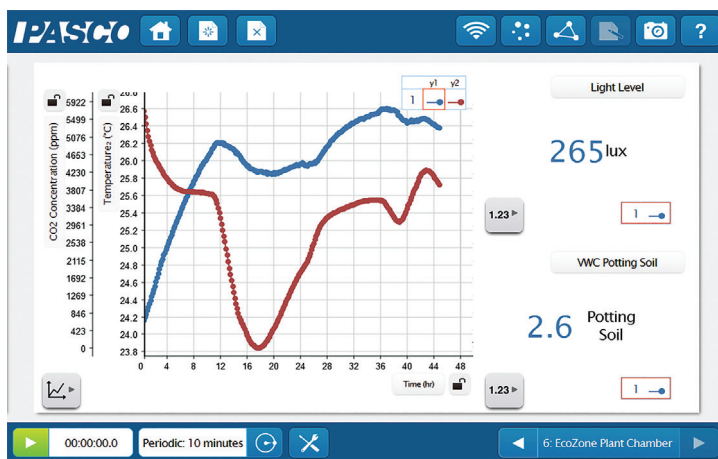 PASCO
?
y1 y2
1
CO2 Concentration (ppm)
5922
5499
5076
4663
4230
3807
3384
2961
2538
2115
1692
1269
846
423
0
Temperature₂ (°C)
26.6
26.4
26.2
26.0
25.8
25.6
25.4
25.2
25.0
24.8
24.6
24.4
24.2
24.0
23.8
0 4 8 12 16 20 24 28 32 36 40 44 48
Time (hr)
Light Level
265 lux
1.23
1
VWC Potting Soil
2.6 Potting
Soil
1.23
1
00:00:00.0
Periodic: 10 minutes
6: EcoZone Plant Chamber